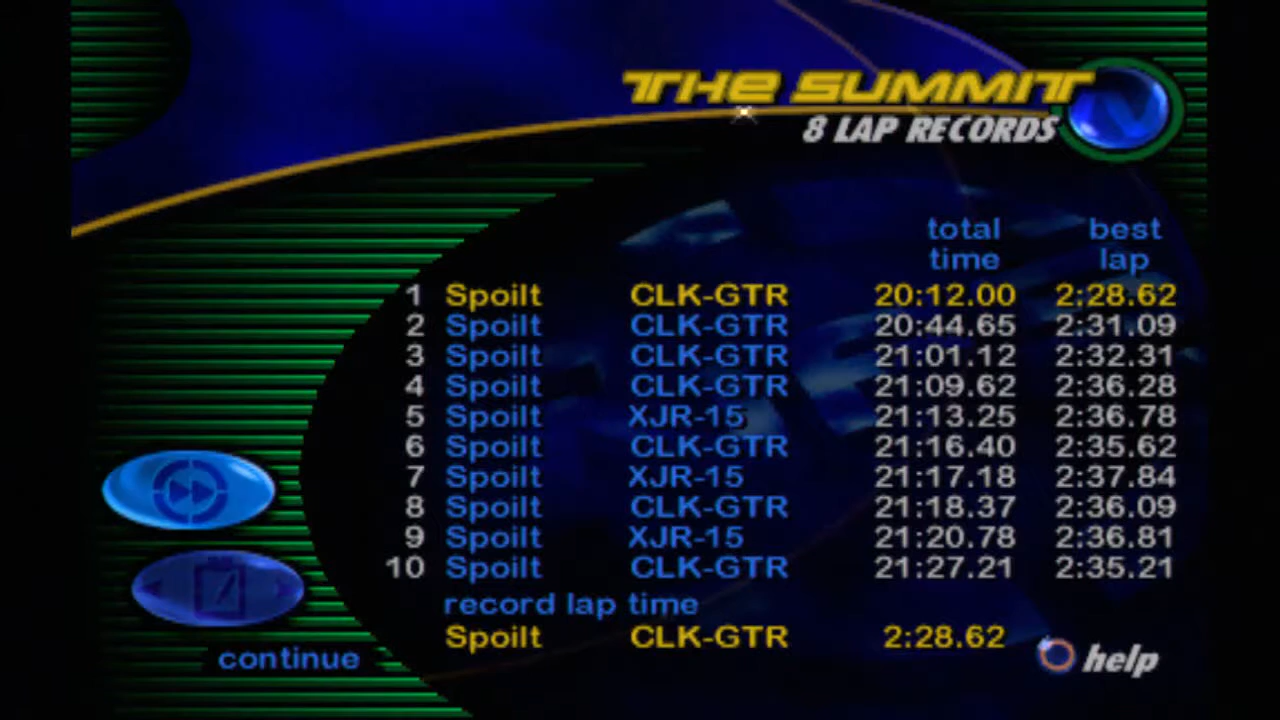 THE SUMMIT
8 LAP RECORDS
total time best lap
1 Spoilt CLK-GTR 20:12.00 2:28.62
2 Spoilt CLK-GTR 20:44.65 2:31.09
3 Spoilt CLK-GTR 21:01.12 2:32.31
4 Spoilt CLK-GTR 21:09.62 2:36.28
5 Spoilt XJR-15 21:13.25 2:36.78
6 Spoilt CLK-GTR 21:16.40 2:35.62
7 Spoilt XJR-15 21:17.18 2:37.84
8 Spoilt CLK-GTR 21:18.37 2:36.09
9 Spoilt XJR-15 21:20.78 2:36.81
10 Spoilt CLK-GTR 21:27.21 2:35.21
record lap time
Spoilt CLK-GTR 2:28.62
continue
help